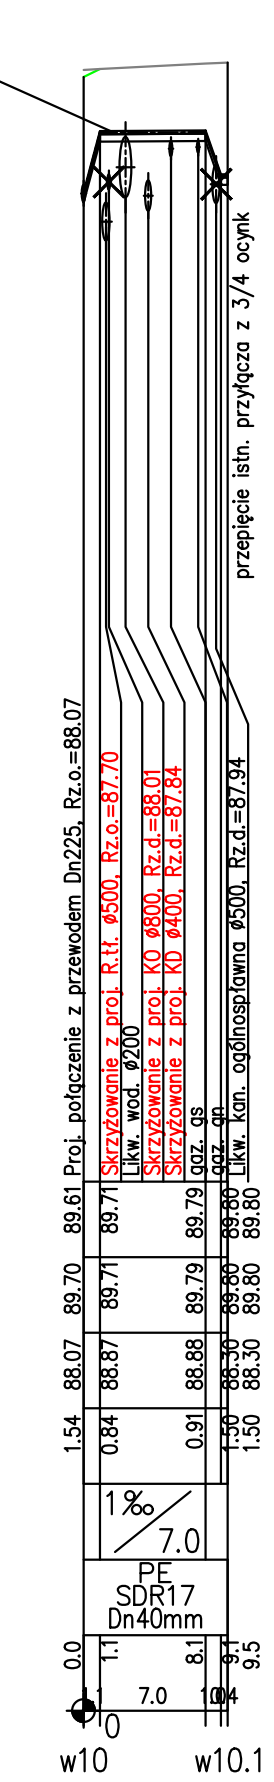 przepięcie istn. przyłącza z 3/4 ocynk
Proj. połączenie z przewodem Dn225, Rz.o.=88.07
Skrzyżowanie z proj. R.tł. ø500, Rz.o.=87.70
Likw. wod. ø200
Skrzyżowanie z proj. KO ø800, Rz.d.=88.01
Skrzyżowanie z proj. KD ø400, Rz.d.=87.84
gaz. gs
gaz. gn
Likw. kan. ogólnospławna ø500, Rz.d.=87.94
89.61 89.71 89.79 89.80 89.80
89.70 89.71 89.79 89.80 89.80
88.07 88.87 88.88 88.30 88.30
1.54 0.84 0.91 1.50 1.50
1‰
7.0
PE
SDR17
Dn40mm
0.0 1.1 8.1 9.1 9.5
7.0
0
w10 w10.1